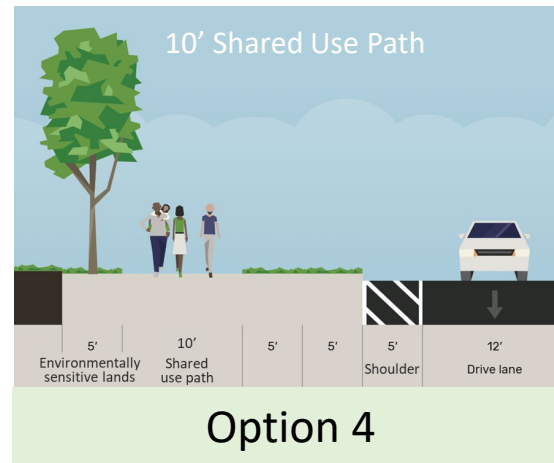 10’ Shared Use Path
5’
Environmentally
sensitive lands
10’
Shared
use path
5’
5’
5’
Shoulder
12’
Drive lane
Option 4